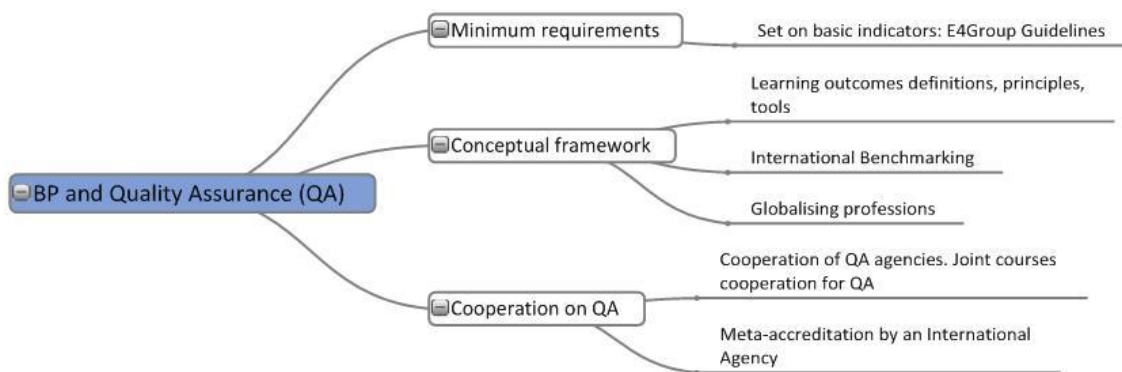 Minimum requirements
Set on basic indicators: E4Group Guidelines
Learning outcomes definitions, principles,
tools
Conceptual framework
International Benchmarking
BP and Quality Assurance (QA)
Globalising professions
Cooperation of QA agencies. Joint courses
cooperation for QA
Cooperation on QA
Meta-accreditation by an International
Agency